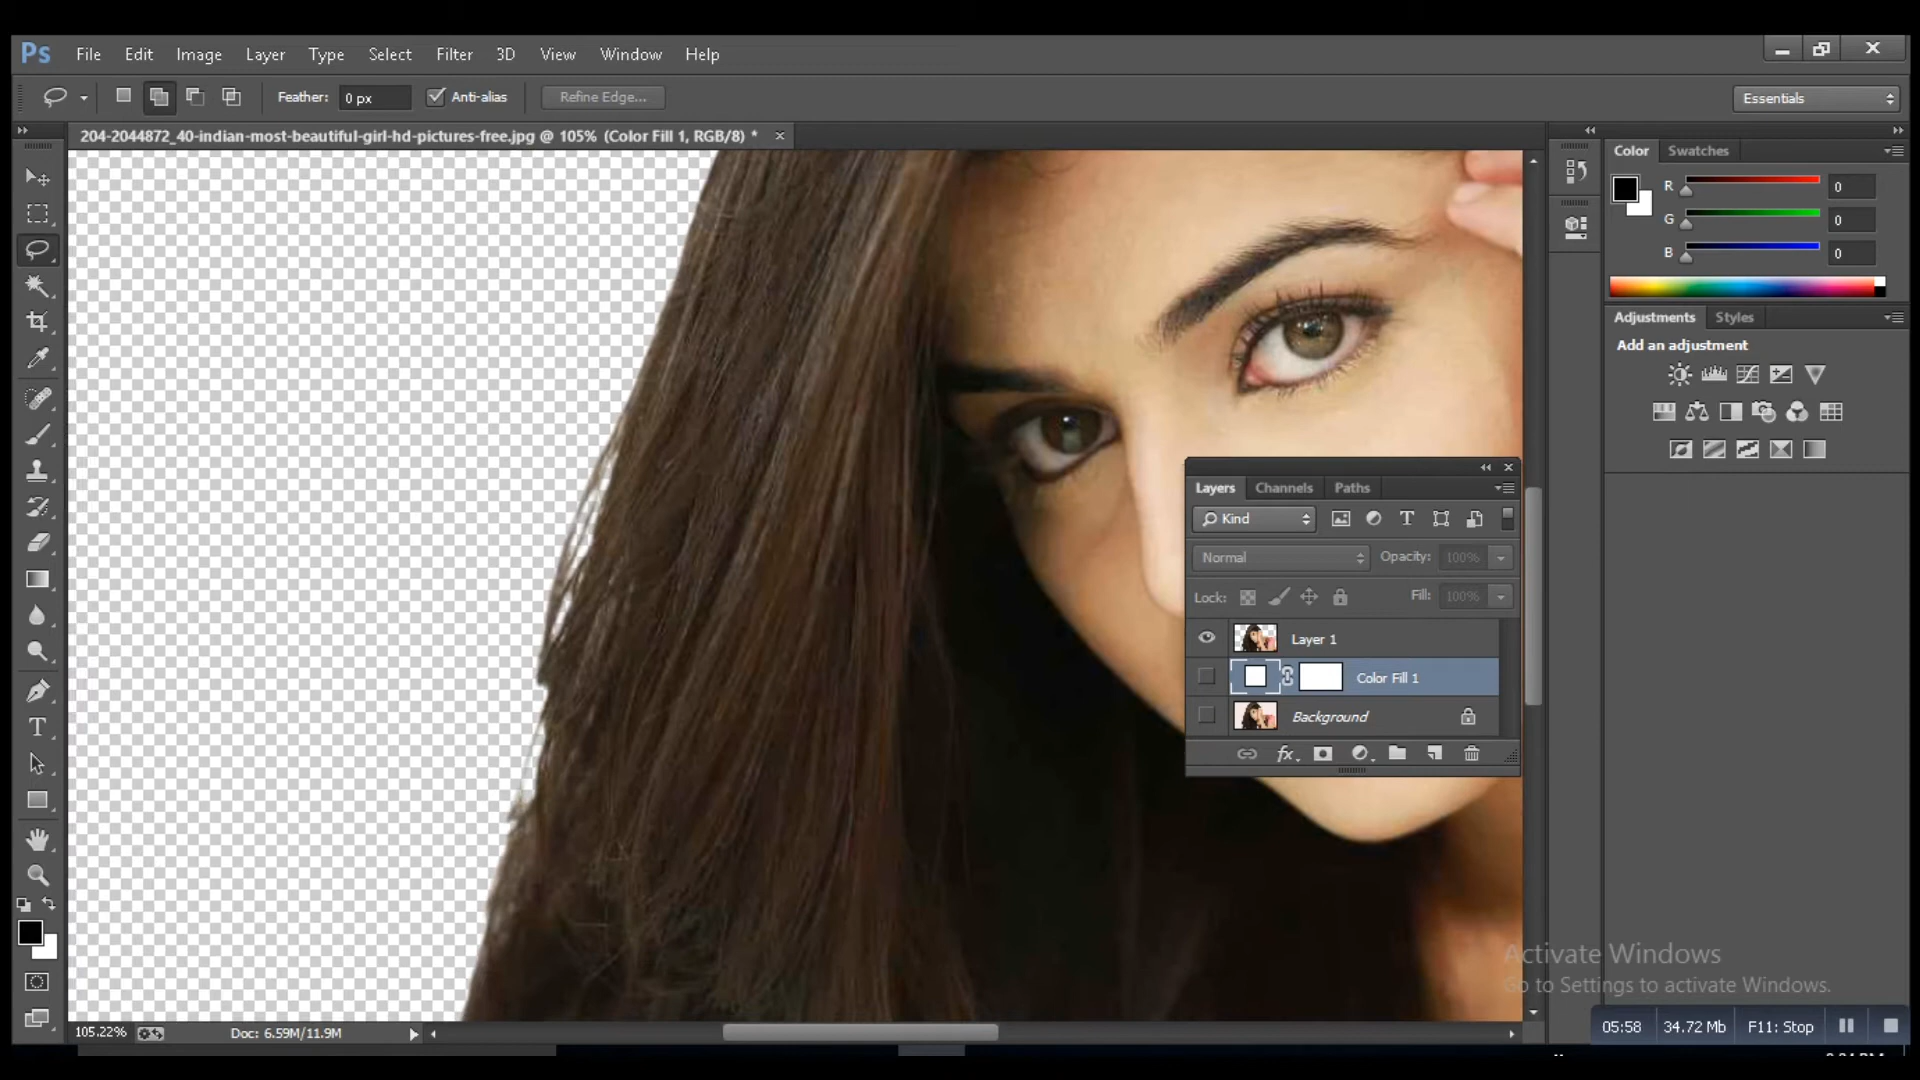 Ps File Edit Image Layer Type Select Filter 3D View Window Help
Feather: 0 px Anti-alias Refine Edge... Essentials
204-2044872_40-indian-most-beautiful-girl-hd-pictures-free.jpg @ 105% (Color Fill 1, RGB/8) *
Color Swatches
R 0
G 0
B 0
Adjustments Styles
Add an adjustment
Layers Channels Paths
Kind
Normal Opacity: 100%
Lock: Fill: 100%
Layer 1
Color Fill 1
Background
fx
Activate Windows
Go to Settings to activate Windows.
105.22% Doc: 6.59M/11.9M
05:58 34.72 Mb F11: Stop